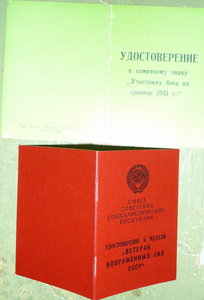 УДОСТОВЕРЕНИЕ
к памятному знаку
„Участнику боев на
границе 1941 г.“
СОЮЗ
СОВЕТСКИХ
СОЦИАЛИСТИЧЕСКИХ
РЕСПУБЛИК
УДОСТОВЕРЕНИЕ К МЕДАЛИ
„ВЕТЕРАН
ВООРУЖЕННЫХ СИЛ
СССР“